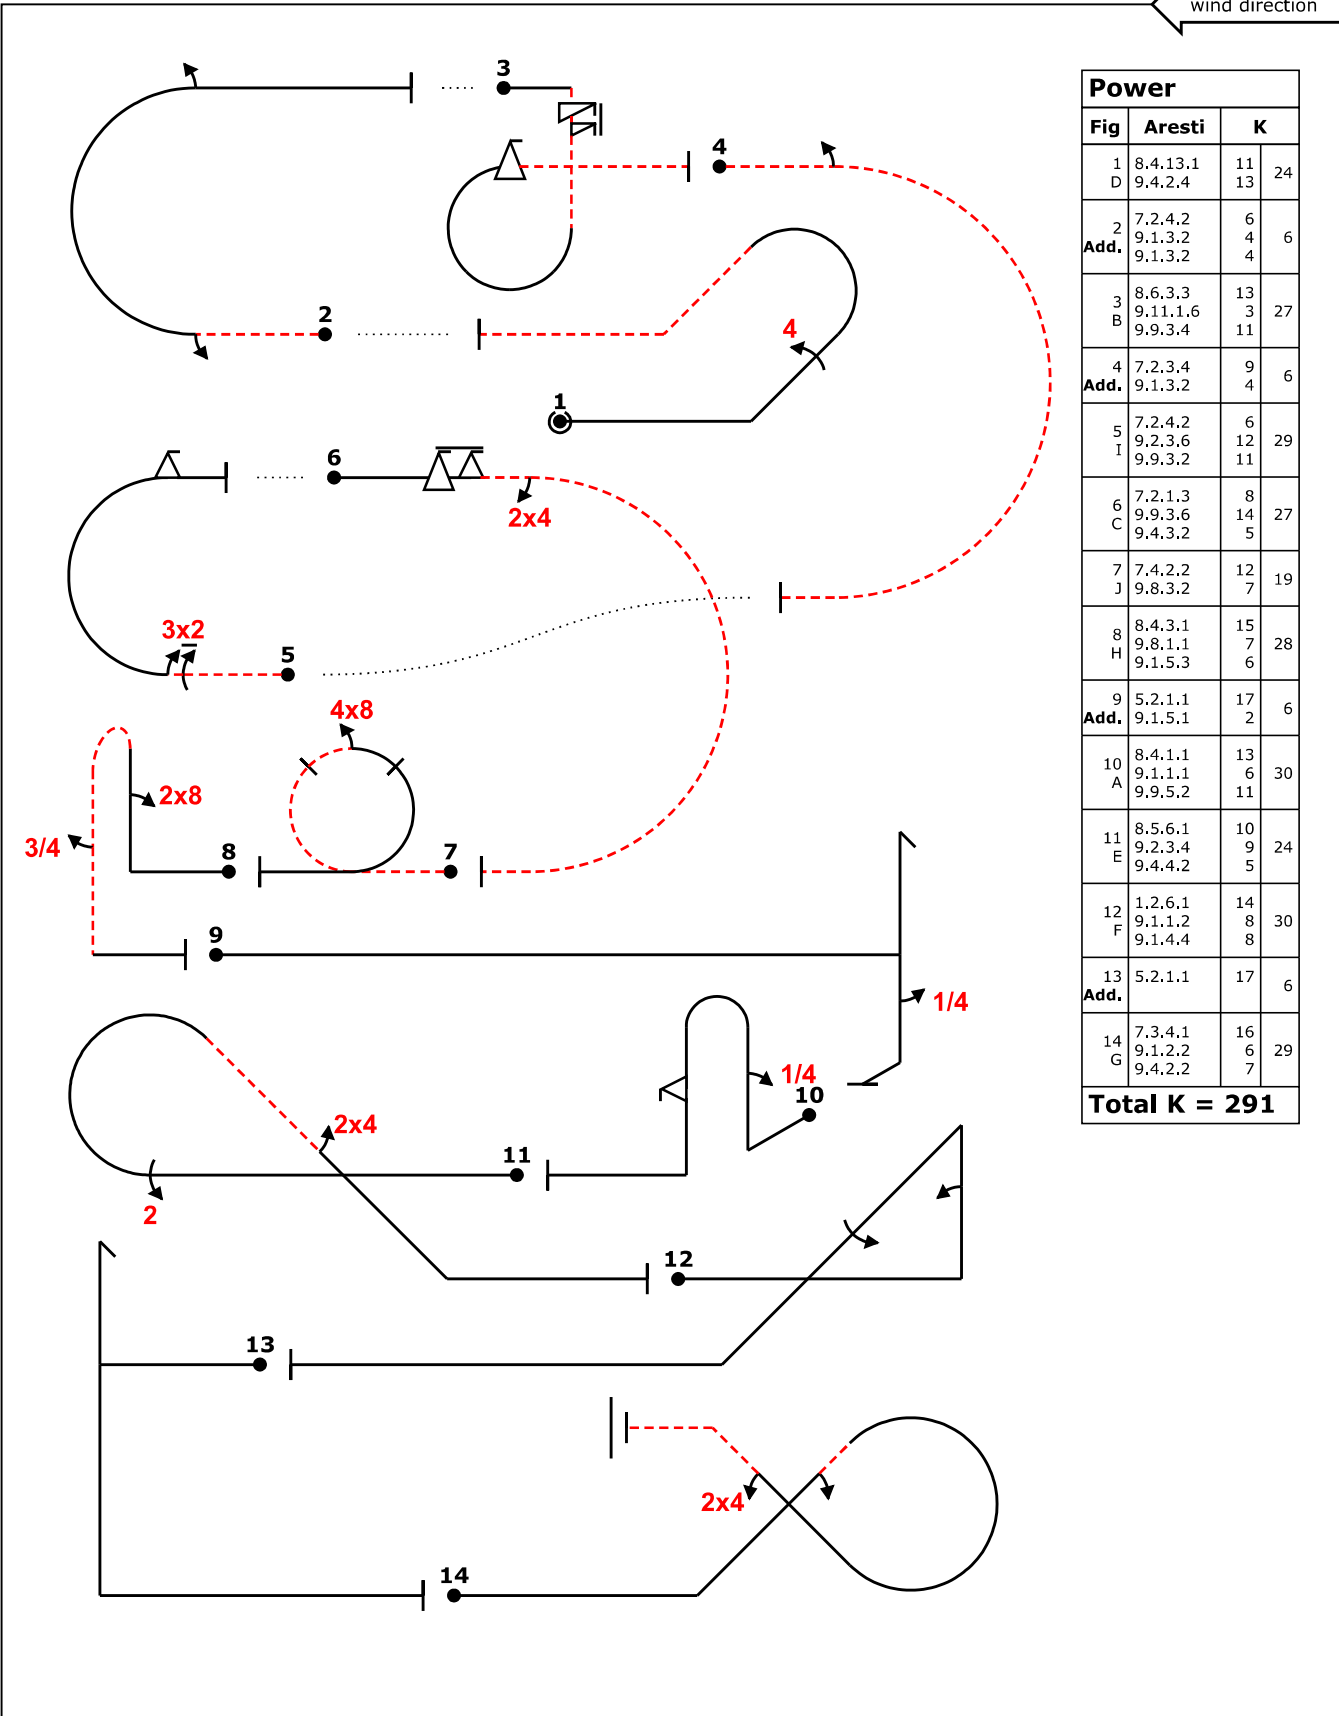 wind direction
3
4
2
4
1
6
2x4
3x2
5
4x8
2x8
3/4
8
7
9
1/4
1/4
10
2x4
11
2
12
13
14
2x4
Power
Fig Aresti K
1 8.4.13.1 11 24
D 9.4.2.4 13
2 7.2.4.2 6 6
Add. 9.1.3.2 4
9.1.3.2 4
3 8.6.3.3 13 27
B 9.11.1.6 3
9.9.3.4 11
4 7.2.3.4 9 6
Add. 9.1.3.2 4
5 7.2.4.2 6 29
I 9.2.3.6 12
9.9.3.2 11
6 7.2.1.3 8 27
C 9.9.3.6 14
9.4.3.2 5
7 7.4.2.2 12 19
J 9.8.3.2 7
8 8.4.3.1 15 28
H 9.8.1.1 7
9.1.5.3 6
9 5.2.1.1 17 6
Add. 9.1.5.1 2
10 8.4.1.1 13 30
A 9.1.1.1 6
9.9.5.2 11
11 8.5.6.1 10 24
E 9.2.3.4 9
9.4.4.2 5
12 1.2.6.1 14 30
F 9.1.1.2 8
9.1.4.4 8
13 5.2.1.1 17 6
Add.
14 7.3.4.1 16 29
G 9.1.2.2 6
9.4.2.2 7
Total K = 291